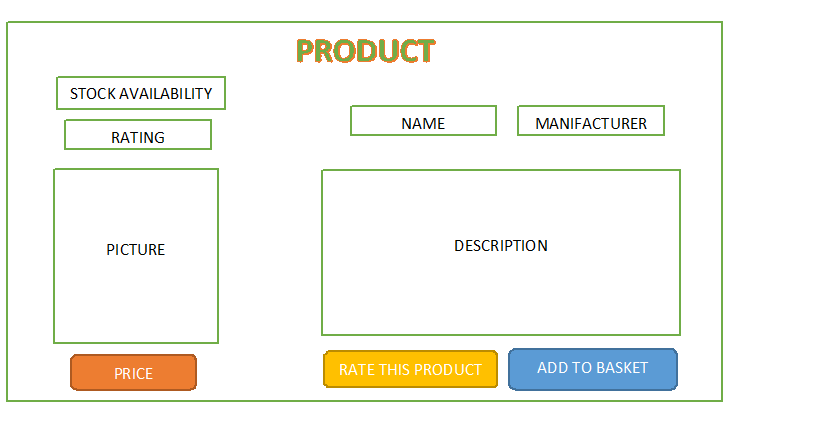 PRODUCT
STOCK AVAILABILITY
RATING
NAME
MANIFACTURER
PICTURE
DESCRIPTION
PRICE
RATE THIS PRODUCT
ADD TO BASKET